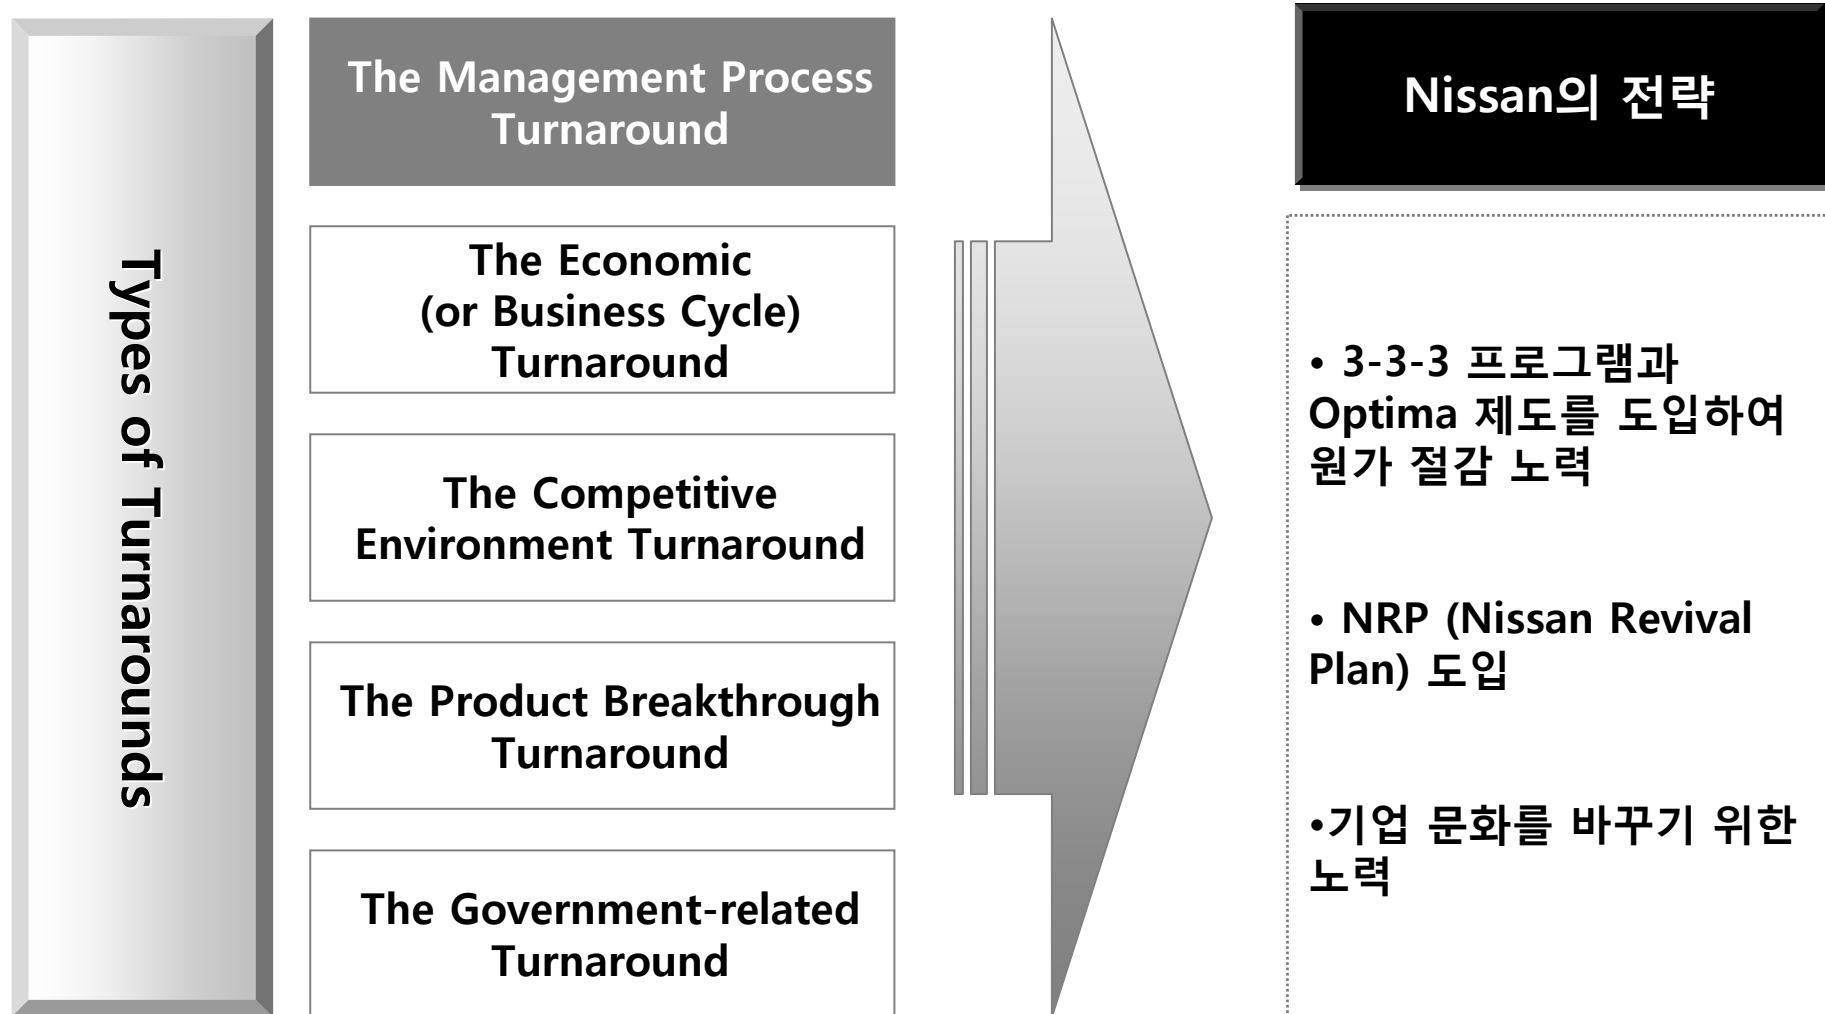 Types of Turnarounds
The Management Process
Turnaround
The Economic
(or Business Cycle)
Turnaround
The Competitive
Environment Turnaround
The Product Breakthrough
Turnaround
The Government-related
Turnaround
Nissan의 전략
• 3-3-3 프로그램과
Optima 제도를 도입하여
원가 절감 노력
• NRP (Nissan Revival
Plan) 도입
•기업 문화를 바꾸기 위한
노력